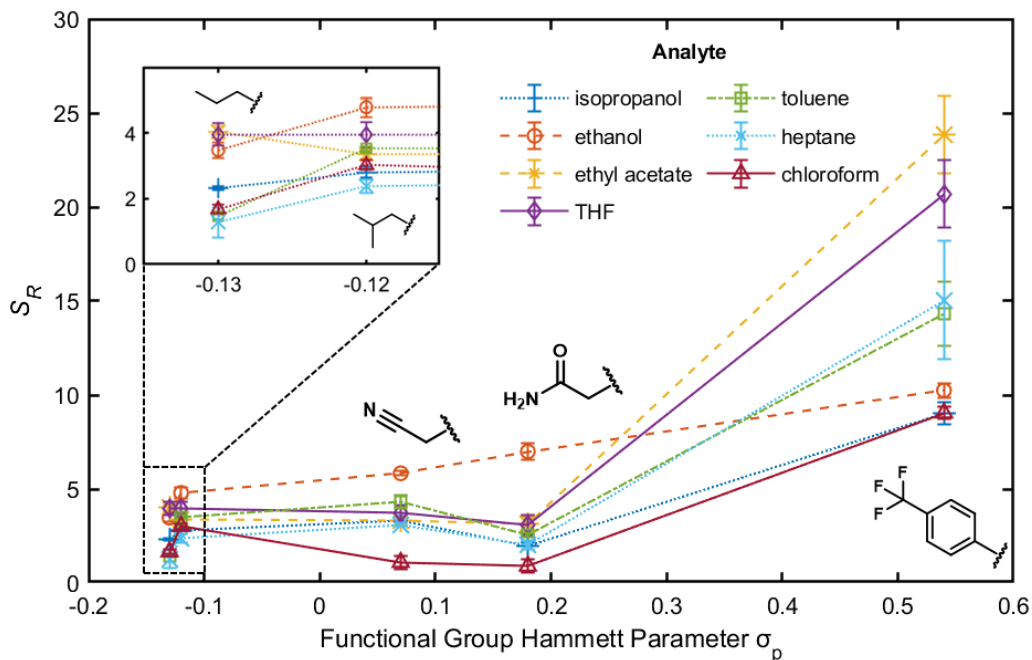 30
25
20
15
10
5
0
S_R
-0.2
-0.1
0
0.1
0.2
0.3
0.4
0.5
0.6
Functional Group Hammett Parameter σ_p
4
2
0
-0.13
-0.12
Analyte
isopropanol
ethanol
ethyl acetate
THF
toluene
heptane
chloroform
N
O
H₂N
F
F
F